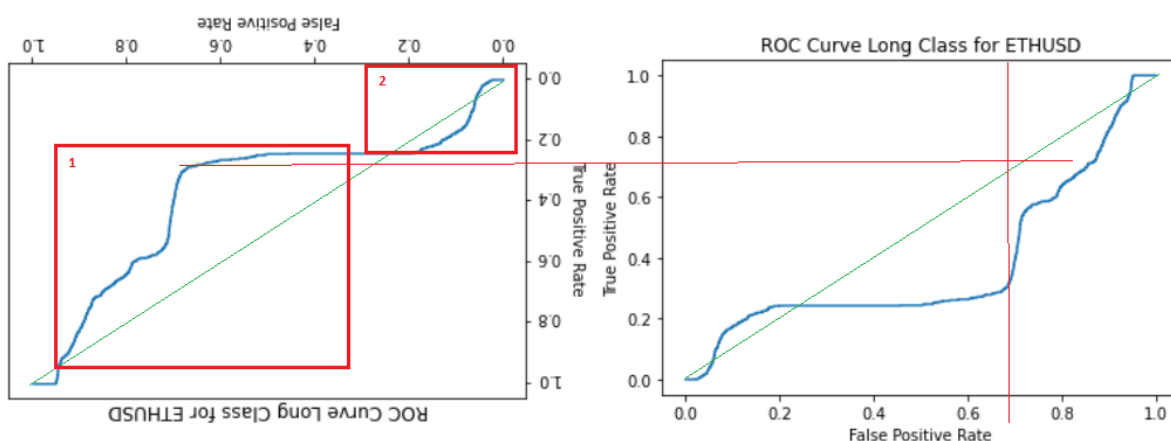 False Positive Rate
1.0 0.8 0.6 0.4 0.2 0.0
2
0.0
0.2
1
True Positive Rate
0.4
0.6
0.8
1.0
ROC Curve Long Class for ETHUSD
ROC Curve Long Class for ETHUSD
1.0
0.8
True Positive Rate
0.6
0.4
0.2
0.0
0.0 0.2 0.4 0.6 0.8 1.0
False Positive Rate